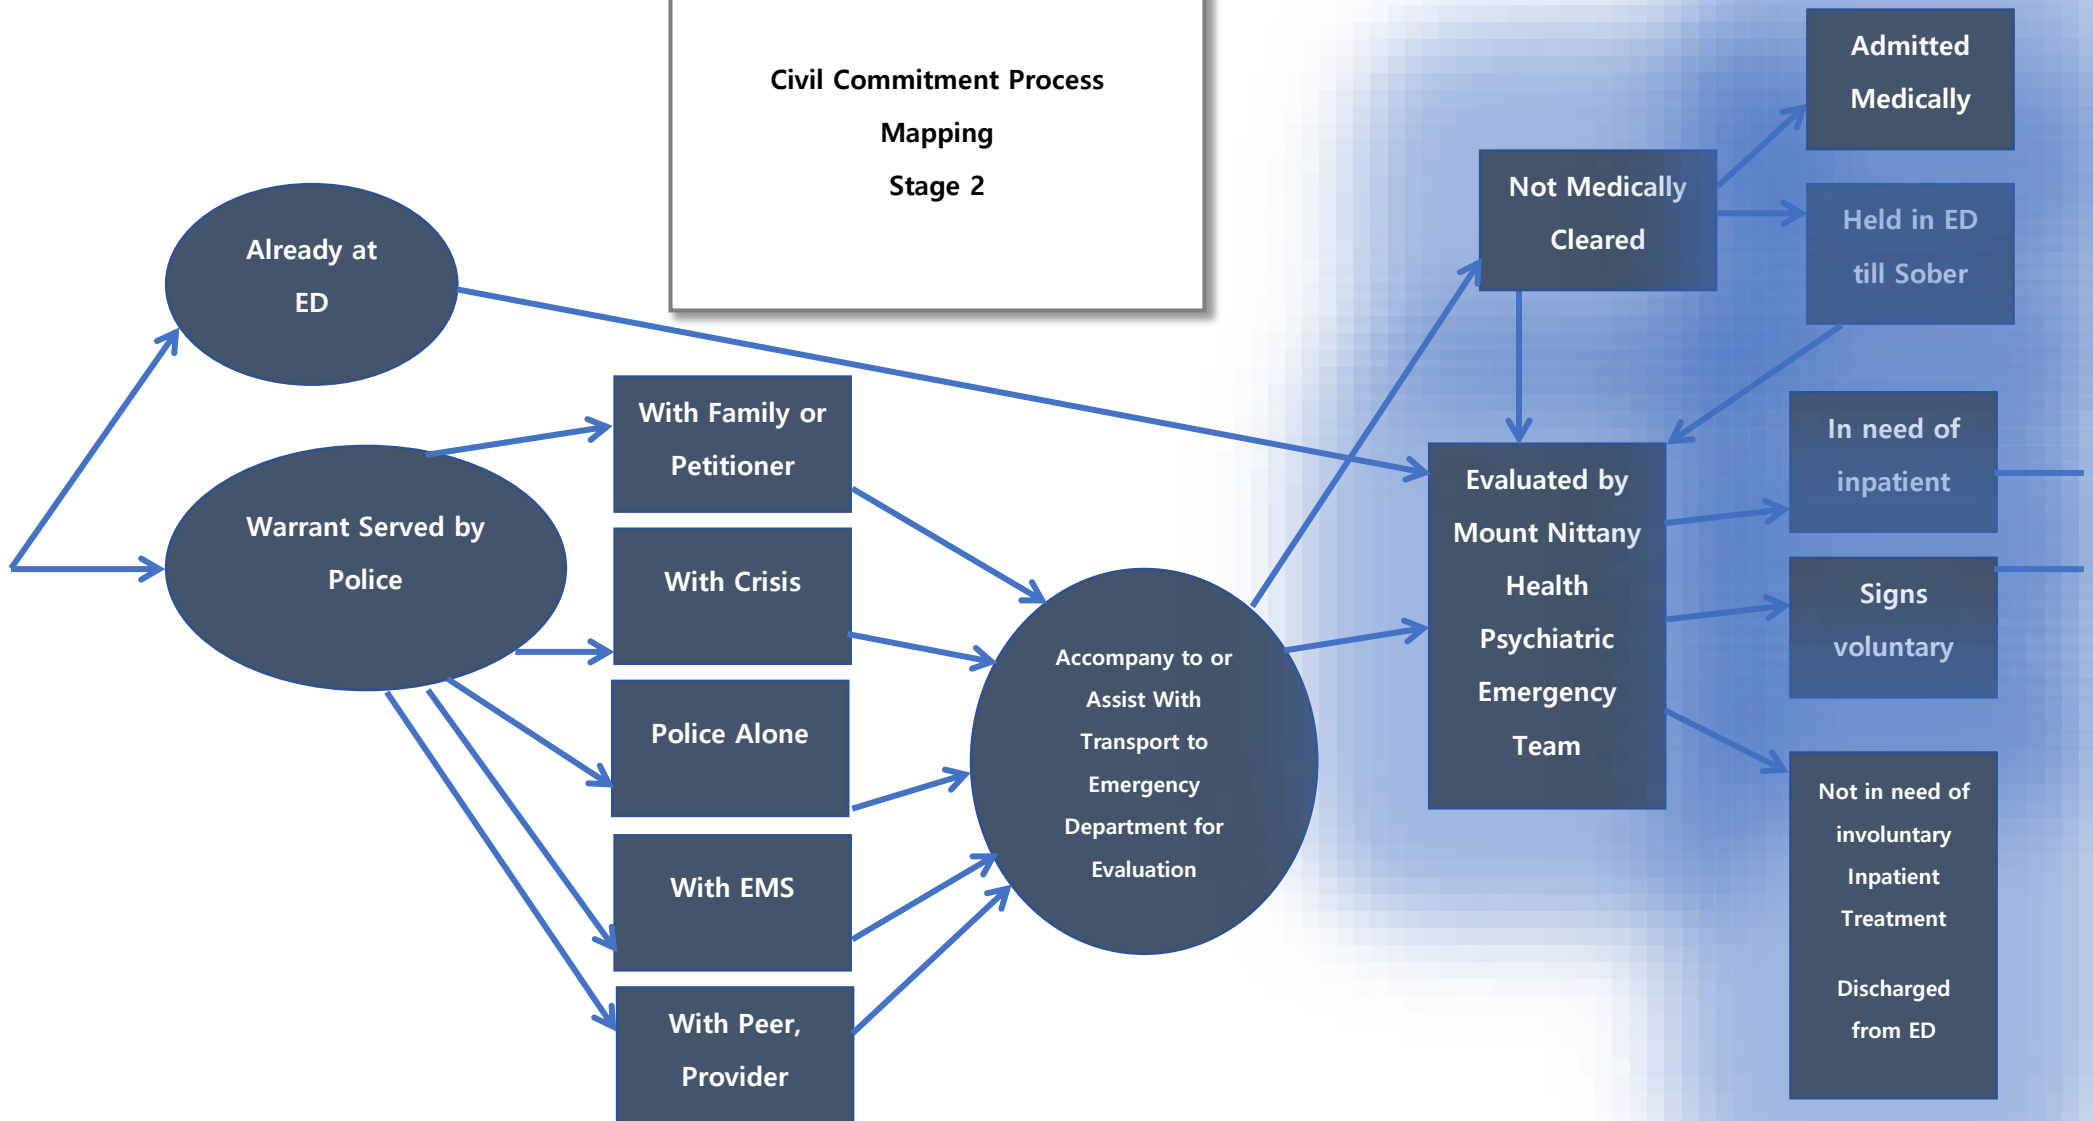 Civil Commitment Process
Mapping
Stage 2
Already at
ED
Warrant Served by
Police
With Family or
Petitioner
With Crisis
Police Alone
With EMS
With Peer,
Provider
Accompany to or
Assist With
Transport to
Emergency
Department for
Evaluation
Not Medically
Cleared
Evaluated by
Mount Nittany
Health
Psychiatric
Emergency
Team
Admitted
Medically
Held in ED
till Sober
In need of
inpatient
Signs
voluntary
Not in need of
involuntary
Inpatient
Treatment
Discharged
from ED